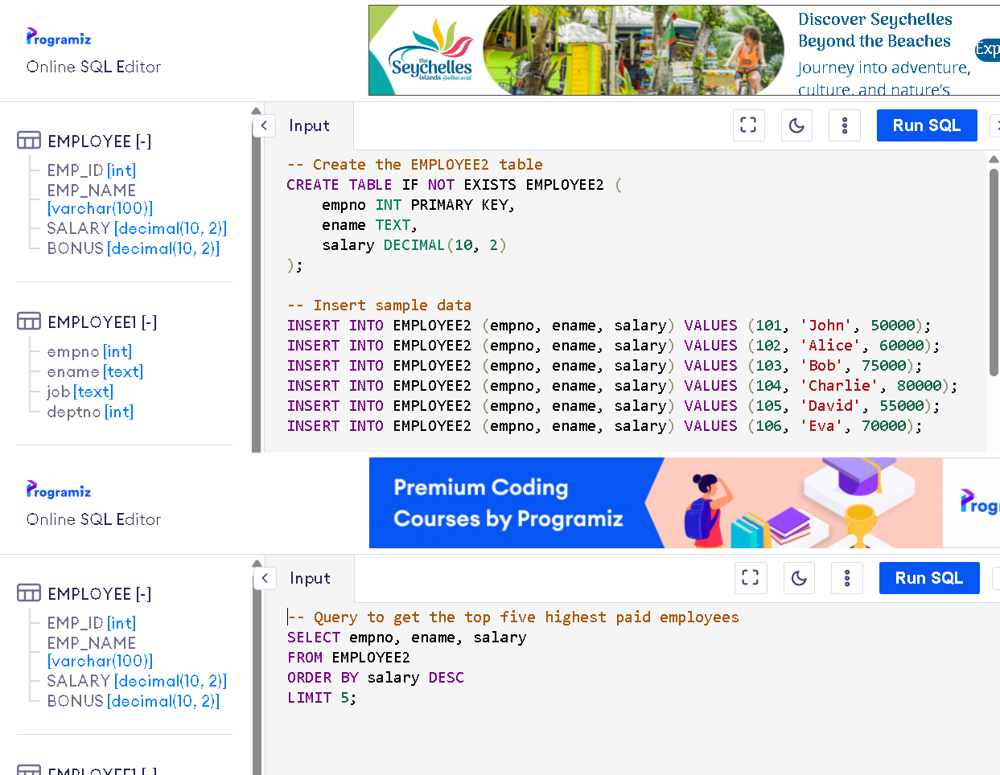 Programiz
Online SQL Editor
the
Seychelles
islands
Discover Seychelles
Beyond the Beaches
Journey into adventure,
culture, and nature's
Input
Run SQL
EMPLOYEE [-]
EMP_ID [int]
EMP_NAME
[varchar(100)]
SALARY [decimal(10, 2)]
BONUS [decimal(10, 2)]
EMPLOYEE1 [-]
empno [int]
ename [text]
job [text]
deptno [int]
-- Create the EMPLOYEE2 table
CREATE TABLE IF NOT EXISTS EMPLOYEE2 (
    empno INT PRIMARY KEY,
    ename TEXT,
    salary DECIMAL(10, 2)
);
-- Insert sample data
INSERT INTO EMPLOYEE2 (empno, ename, salary) VALUES (101, 'John', 50000);
INSERT INTO EMPLOYEE2 (empno, ename, salary) VALUES (102, 'Alice', 60000);
INSERT INTO EMPLOYEE2 (empno, ename, salary) VALUES (103, 'Bob', 75000);
INSERT INTO EMPLOYEE2 (empno, ename, salary) VALUES (104, 'Charlie', 80000);
INSERT INTO EMPLOYEE2 (empno, ename, salary) VALUES (105, 'David', 55000);
INSERT INTO EMPLOYEE2 (empno, ename, salary) VALUES (106, 'Eva', 70000);
Programiz
Online SQL Editor
Premium Coding
Courses by Programiz
Input
Run SQL
EMPLOYEE [-]
EMP_ID [int]
EMP_NAME
[varchar(100)]
SALARY [decimal(10, 2)]
BONUS [decimal(10, 2)]
EMPLOYEE1 [-]
-- Query to get the top five highest paid employees
SELECT empno, ename, salary
FROM EMPLOYEE2
ORDER BY salary DESC
LIMIT 5;